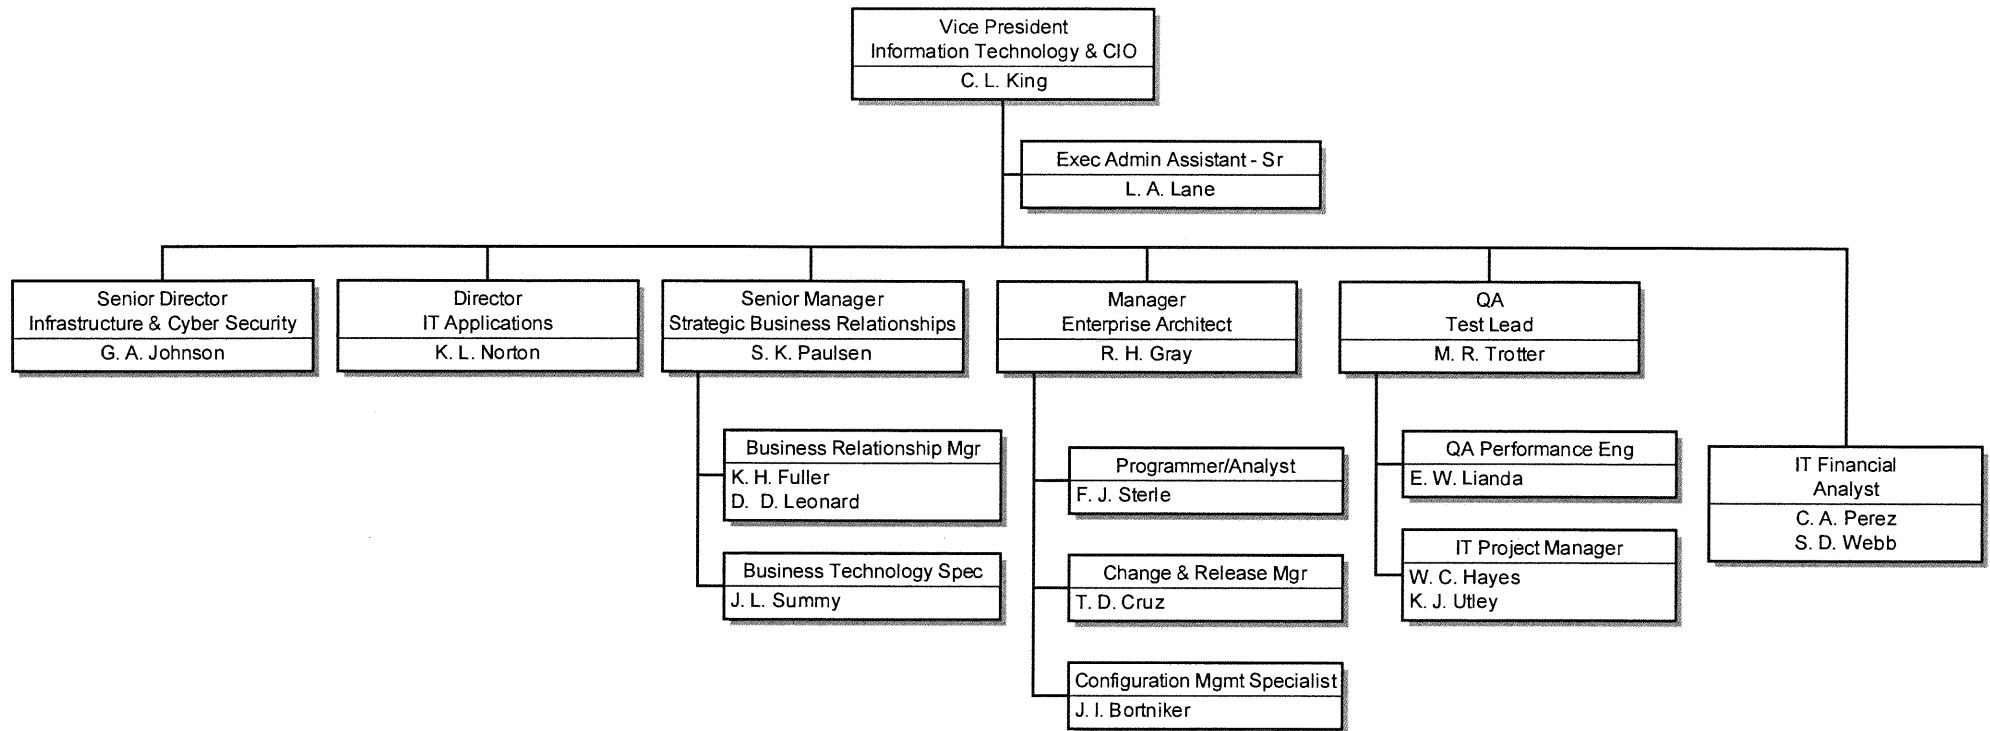 Vice President
Information Technology & CIO
C. L. King
Exec Admin Assistant - Sr
L. A. Lane
Senior Director
Infrastructure & Cyber Security
G. A. Johnson
Director
IT Applications
K. L. Norton
Senior Manager
Strategic Business Relationships
S. K. Paulsen
Manager
Enterprise Architect
R. H. Gray
QA
Test Lead
M. R. Trotter
Business Relationship Mgr
K. H. Fuller
D. D. Leonard
Business Technology Spec
J. L. Summy
Programmer/Analyst
F. J. Sterle
Change & Release Mgr
T. D. Cruz
Configuration Mgmt Specialist
J. I. Bortniker
QA Performance Eng
E. W. Lianda
IT Project Manager
W. C. Hayes
K. J. Utley
IT Financial
Analyst
C. A. Perez
S. D. Webb